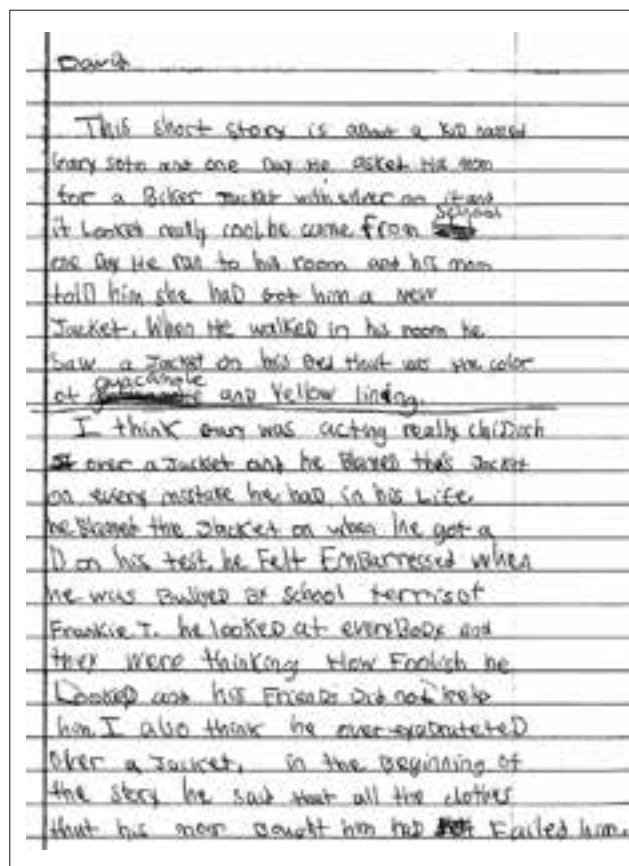 David
This short story is about a kid named
Gary Soto and one Day He asket His mom
for a Biker Jacket with silver on it and
it Looket really cool. he came From school
one Day He ran to his room and his mom
told him she had Got him a new
Jacket. When He walked in his room he
Saw a Jacket on his Bed that was the color
of guacamole and Yellow lining.
I think Gary was acting really chilDish
over a Jacket and he Blamed this Jacket
on every mistake he had in his Life.
he Blamet the Jacket on when he got a
D on his test. he Felt EmBarressed when
he was Bullyed By School terrisot
Frankie T. he looked at everyBody and
they were thinking How Foolish he
Looked and his Friends Did not help
him. I also think he over-exaturateted
Over a Jacket, in the Beginning of
the story he said that all the clothes
that his mom Bought him had Failed him.